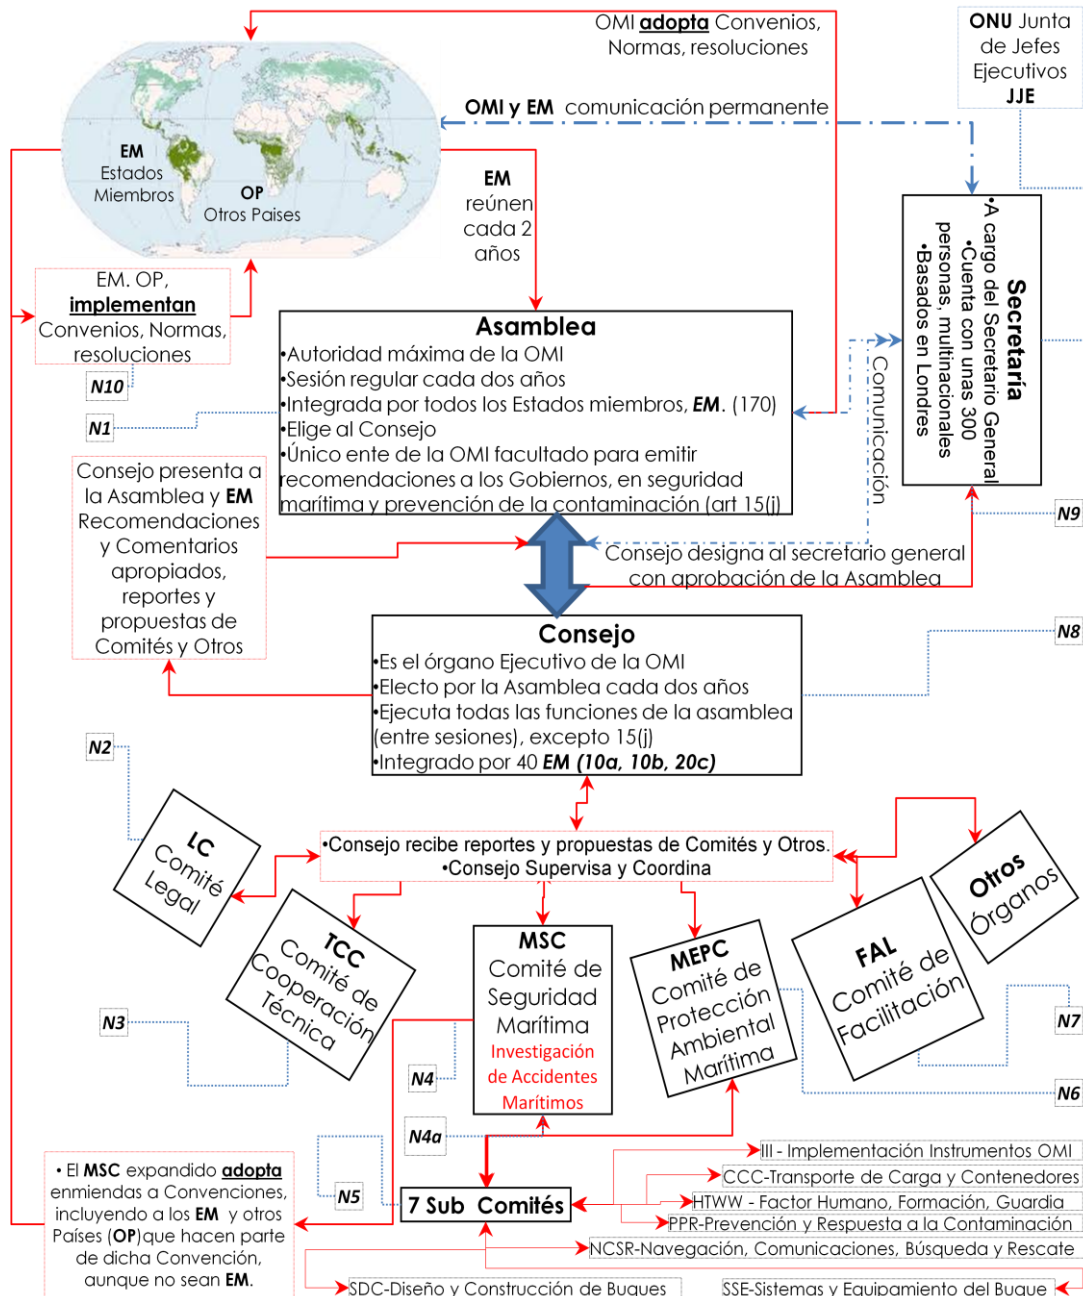 OMI adopta Convenios,
Normas, resoluciones
ONU Junta
de Jefes
Ejecutivos
JJE
OMI y EM comunicación permanente
EM
Estados
Miembros
OP
Otros Paises
EM
reúnen
cada 2
años
EM. OP,
implementan
Convenios, Normas,
resoluciones
N10
N1
Asamblea
•Autoridad máxima de la OMI
•Sesión regular cada dos años
•Integrada por todos los Estados miembros, EM. (170)
•Elige al Consejo
•Único ente de la OMI facultado para emitir
recomendaciones a los Gobiernos, en seguridad
marítima y prevención de la contaminación (art 15(j)
Comunicación
Secretaría
•A cargo del Secretario General
•Cuenta con unas 300
personas, multinacionales
•Basados en Londres
N9
Consejo presenta a
la Asamblea y EM
Recomendaciones
y Comentarios
apropiados,
reportes y
propuestas de
Comités y Otros
Consejo designa al secretario general
con aprobación de la Asamblea
Consejo
•Es el órgano Ejecutivo de la OMI
•Electo por la Asamblea cada dos años
•Ejecuta todas las funciones de la asamblea
(entre sesiones), excepto 15(j)
•Integrado por 40 EM (10a, 10b, 20c)
N8
N2
•Consejo recibe reportes y propuestas de Comités y Otros.
•Consejo Supervisa y Coordina
LC
Comité
Legal
TCC
Comité de
Cooperación
Técnica
MSC
Comité de
Seguridad
Marítima
Investigación
de Accidentes
Marítimos
MEPC
Comité de
Protección
Ambiental
Marítima
FAL
Comité de
Facilitación
Otros
Órganos
N3
N4
N4a
N5
N7
N6
• El MSC expandido adopta
enmiendas a Convenciones,
incluyendo a los EM y otros
Países (OP) que hacen parte
de dicha Convención,
aunque no sean EM.
7 Sub Comités
III - Implementación Instrumentos OMI
CCC-Transporte de Carga y Contenedores
HTWW - Factor Humano, Formación, Guardia
PPR-Prevención y Respuesta a la Contaminación
NCSR-Navegación, Comunicaciones, Búsqueda y Rescate
SDC-Diseño y Construcción de Buques
SSE-Sistemas y Equipamiento del Buque